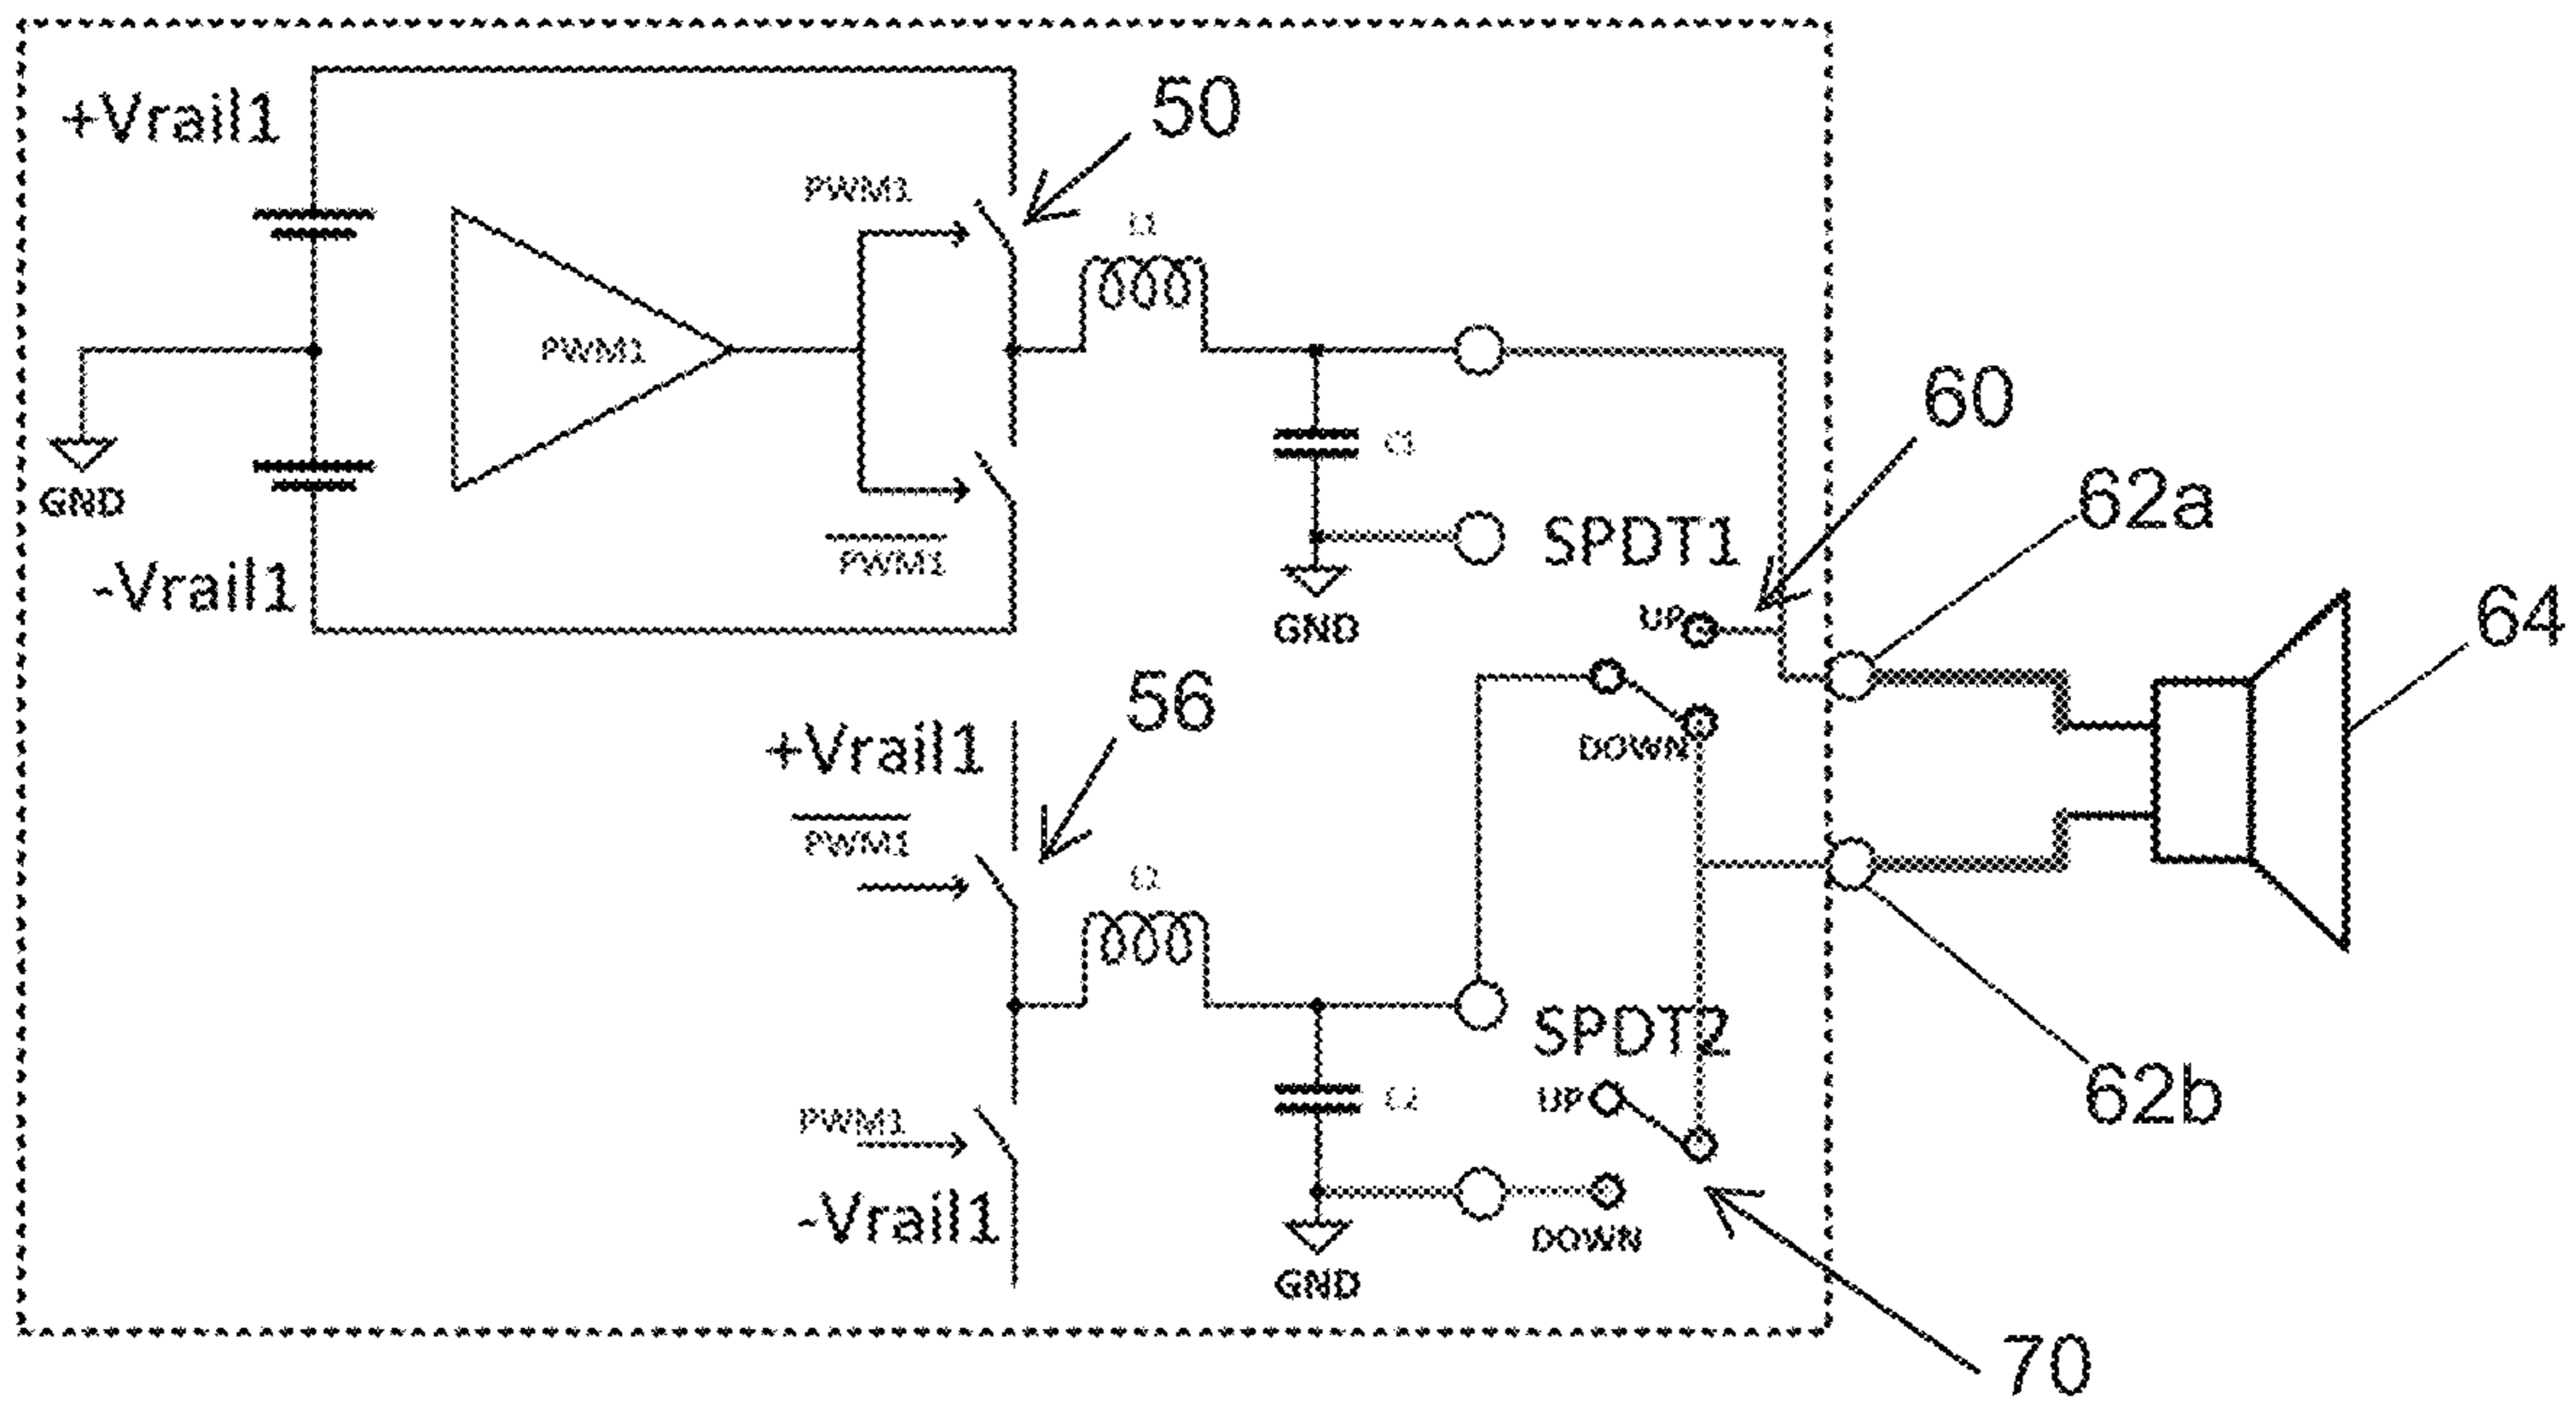 +Vrail1
50
PWM1
L1
PWM1
60
C1
62a
GND
SPDT1
PWM1
-Vrail1
UP
64
GND
56
+Vrail1
DOWN
PWM1
L2
SPDT2
62b
PWM1
C2
UP
-Vrail1
DOWN
GND
70